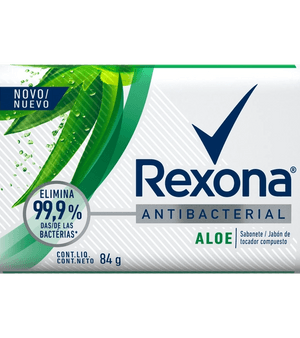 NOVO/
NUEVO
Rexona®
ANTIBACTERIAL
ELIMINA
99,9%
DAS/DE LAS
BACTERIAS*
ALOE
Sabonete / Jabón de
tocador compuesto
CONT. LIQ.
CONT. NETO 84 g